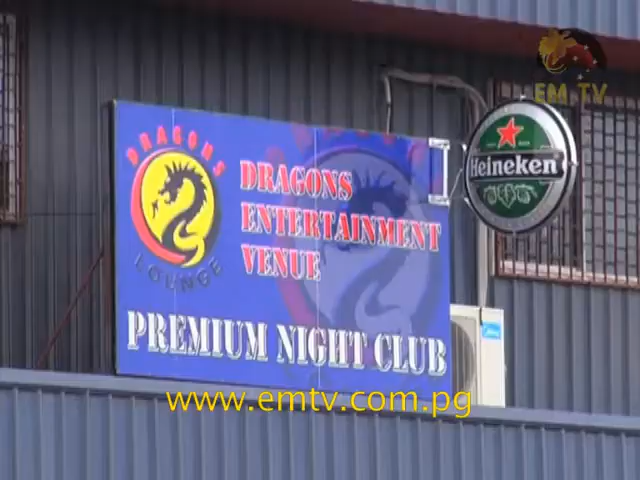 EM TV
DRAGONS
LOUNGE
DRAGONS
ENTERTAINMENT
VENUE
PREMIUM NIGHT CLUB
Heineken
www.emtv.com.pg